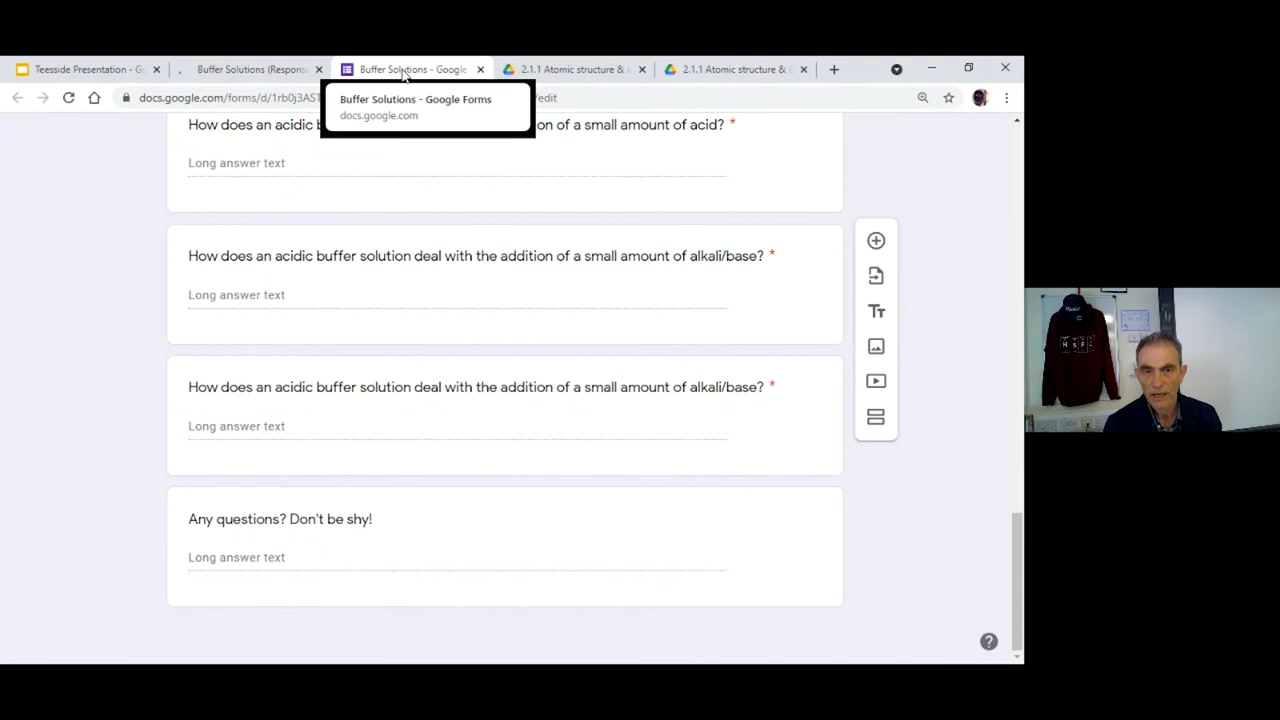 Teesside Presentation - G
Buffer Solutions (Respons
Buffer Solutions - Google
2.1.1 Atomic structure &
2.1.1 Atomic structure &
docs.google.com/forms/d/1rb0j3AS
edit
Buffer Solutions - Google Forms
docs.google.com
How does an acidic b
on of a small amount of acid? *
Long answer text
How does an acidic buffer solution deal with the addition of a small amount of alkali/base? *
Long answer text
How does an acidic buffer solution deal with the addition of a small amount of alkali/base? *
Long answer text
Any questions? Don't be shy!
Long answer text
Tт
?
H S F